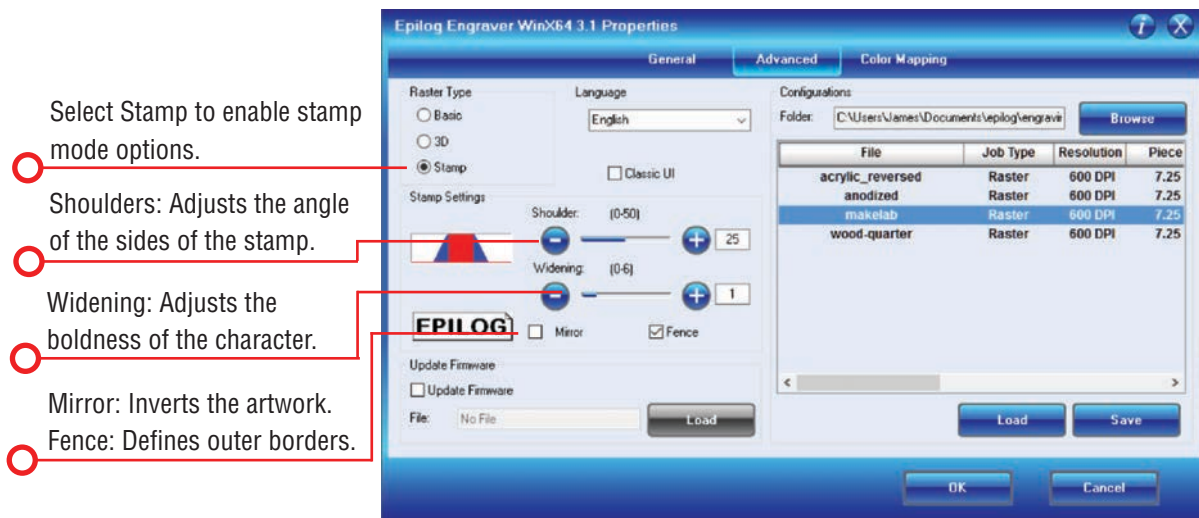 Select Stamp to enable stamp
mode options.
Shoulders: Adjusts the angle
of the sides of the stamp.
Widening: Adjusts the
boldness of the character.
Mirror: Inverts the artwork.
Fence: Defines outer borders.
Epilog Engraver WinX64 3.1 Properties
i X
General Advanced Color Mapping
Raster Type
Basic
3D
Stamp
Language
English
Classic UI
Stamp Settings
Shoulder: (0-50)
25
Widening: (0-6)
1
EPILOG
Mirror Fence
Update Firmware
Update Firmware
File: No File Load
Configurations
Folder: C:\Users\James\Documents\epilog\engravir Browse
File Job Type Resolution Piece
acrylic_reversed Raster 600 DPI 7.25
anodized Raster 600 DPI 7.25
makelab Raster 600 DPI 7.25
wood-quarter Raster 600 DPI 7.25
Load Save
OK Cancel